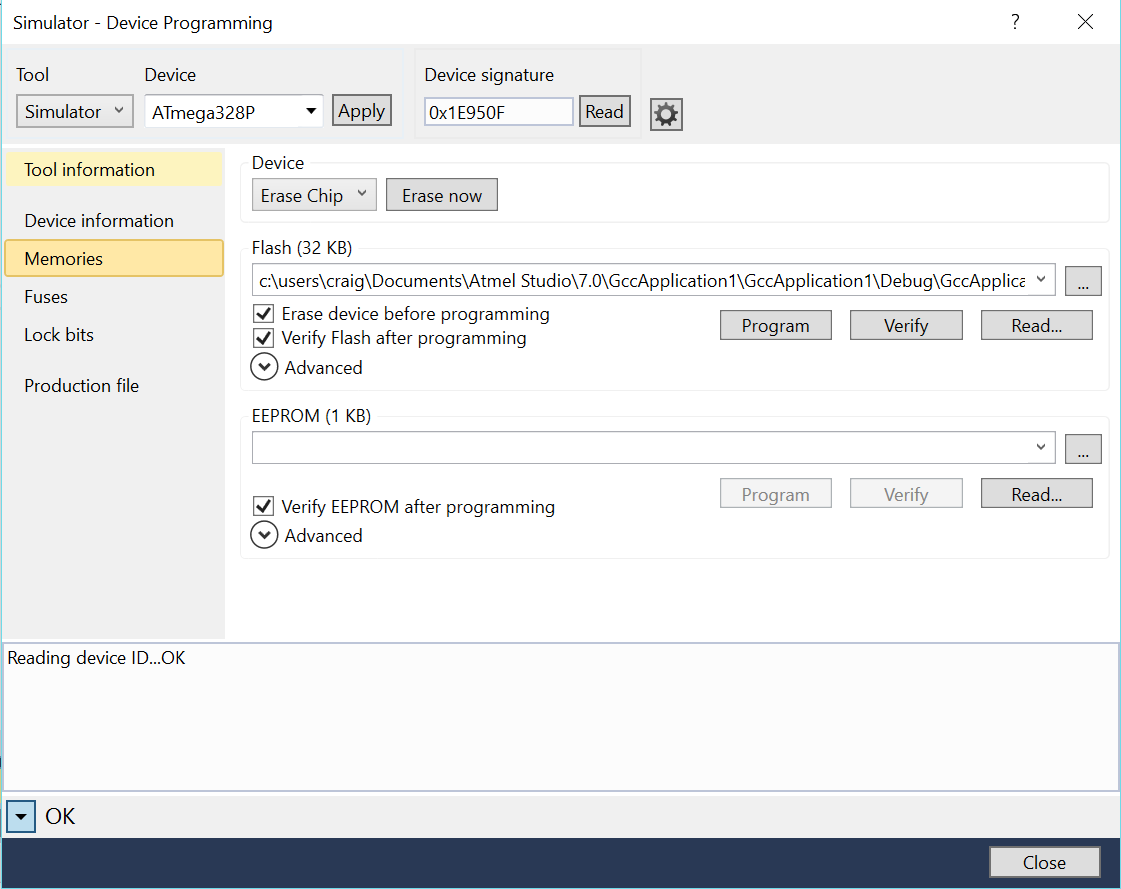 Simulator - Device Programming ?
Tool Device Device signature
Simulator ATmega328P Apply 0x1E950F Read
Tool information
Device information
Memories
Fuses
Lock bits
Production file
Device
Erase Chip Erase now
Flash (32 KB)
c:\users\craig\Documents\Atmel Studio\7.0\GccApplication1\GccApplication1\Debug\GccApplica ...
Erase device before programming
Verify Flash after programming
Program Verify Read...
Advanced
EEPROM (1 KB)
...
Program Verify Read...
Verify EEPROM after programming
Advanced
Reading device ID...OK
OK
Close